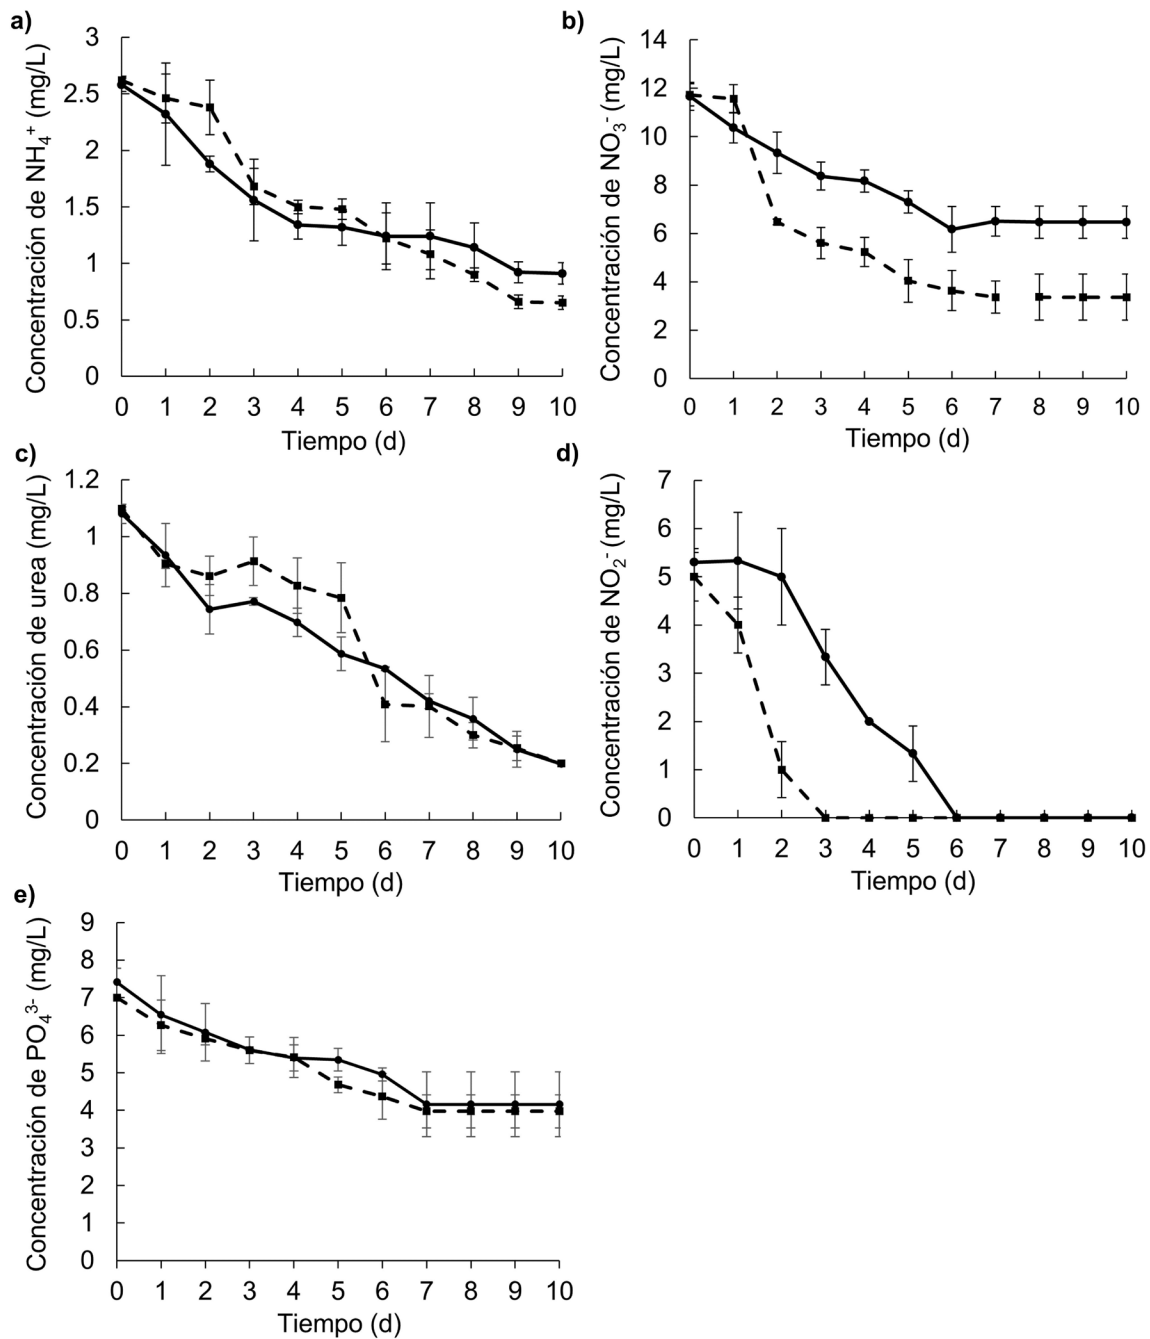 a)
Concentración de NH₄⁺ (mg/L)
3
2.5
2
1.5
1
0.5
0
0 1 2 3 4 5 6 7 8 9 10
Tiempo (d)
b)
Concentración de NO₃⁻ (mg/L)
14
12
10
8
6
4
2
0
0 1 2 3 4 5 6 7 8 9 10
Tiempo (d)
c)
Concentración de urea (mg/L)
1.2
1
0.8
0.6
0.4
0.2
0
0 1 2 3 4 5 6 7 8 9 10
Tiempo (d)
d)
Concentración de NO₂⁻ (mg/L)
7
6
5
4
3
2
1
0
0 1 2 3 4 5 6 7 8 9 10
Tiempo (d)
e)
Concentración de PO₄³⁻ (mg/L)
9
8
7
6
5
4
3
2
1
0
0 1 2 3 4 5 6 7 8 9 10
Tiempo (d)